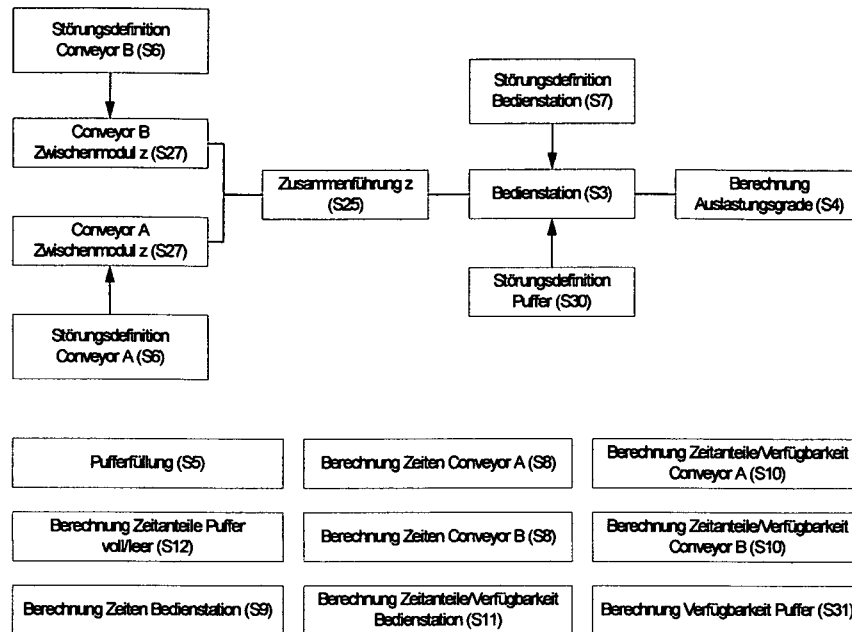 Störungsdefinition
Conveyor B (S6)
Störungsdefinition
Bedienstation (S7)
Conveyor B
Zwischenmodul z (S27)
Zusammenführung z
(S25)
Bedienstation (S3)
Berechnung
Auslastungsgrade (S4)
Conveyor A
Zwischenmodul z (S27)
Störungsdefinition
Puffer (S30)
Störungsdefinition
Conveyor A (S6)
Pufferfüllung (S5)
Berechnung Zeiten Conveyor A (S8)
Berechnung Zeitanteile/Verfügbarkeit
Conveyor A (S10)
Berechnung Zeitanteile Puffer
voll/leer (S12)
Berechnung Zeiten Conveyor B (S8)
Berechnung Zeitanteile/Verfügbarkeit
Conveyor B (S10)
Berechnung Zeiten Bedienstation (S9)
Berechnung Zeitanteile/Verfügbarkeit
Bedienstation (S11)
Berechnung Verfügbarkeit Puffer (S31)